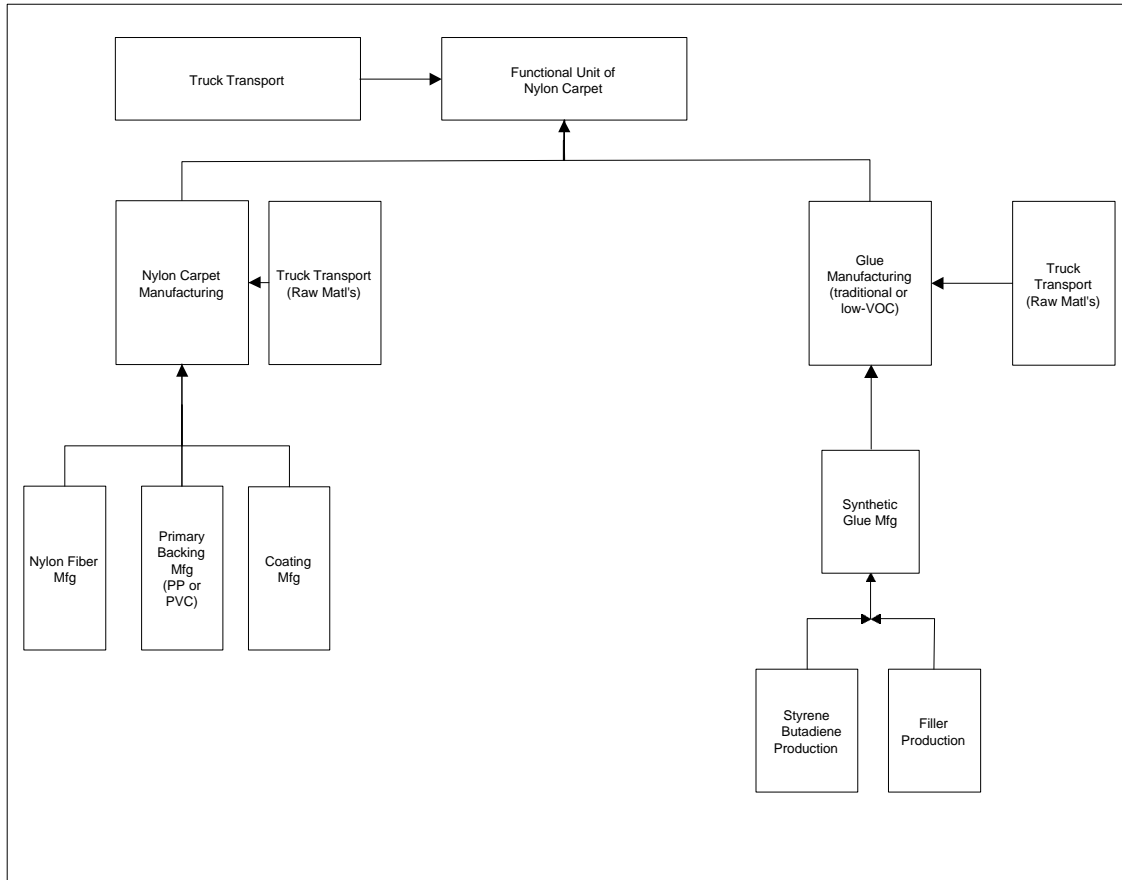 Truck Transport
Functional Unit of
Nylon Carpet
Nylon Carpet
Manufacturing
Truck Transport
(Raw Matl's)
Glue
Manufacturing
(traditional or
low-VOC)
Truck
Transport
(Raw Matl's)
Nylon Fiber
Mfg
Primary
Backing
Mfg
(PP or
PVC)
Coating
Mfg
Synthetic
Glue Mfg
Styrene
Butadiene
Production
Filler
Production